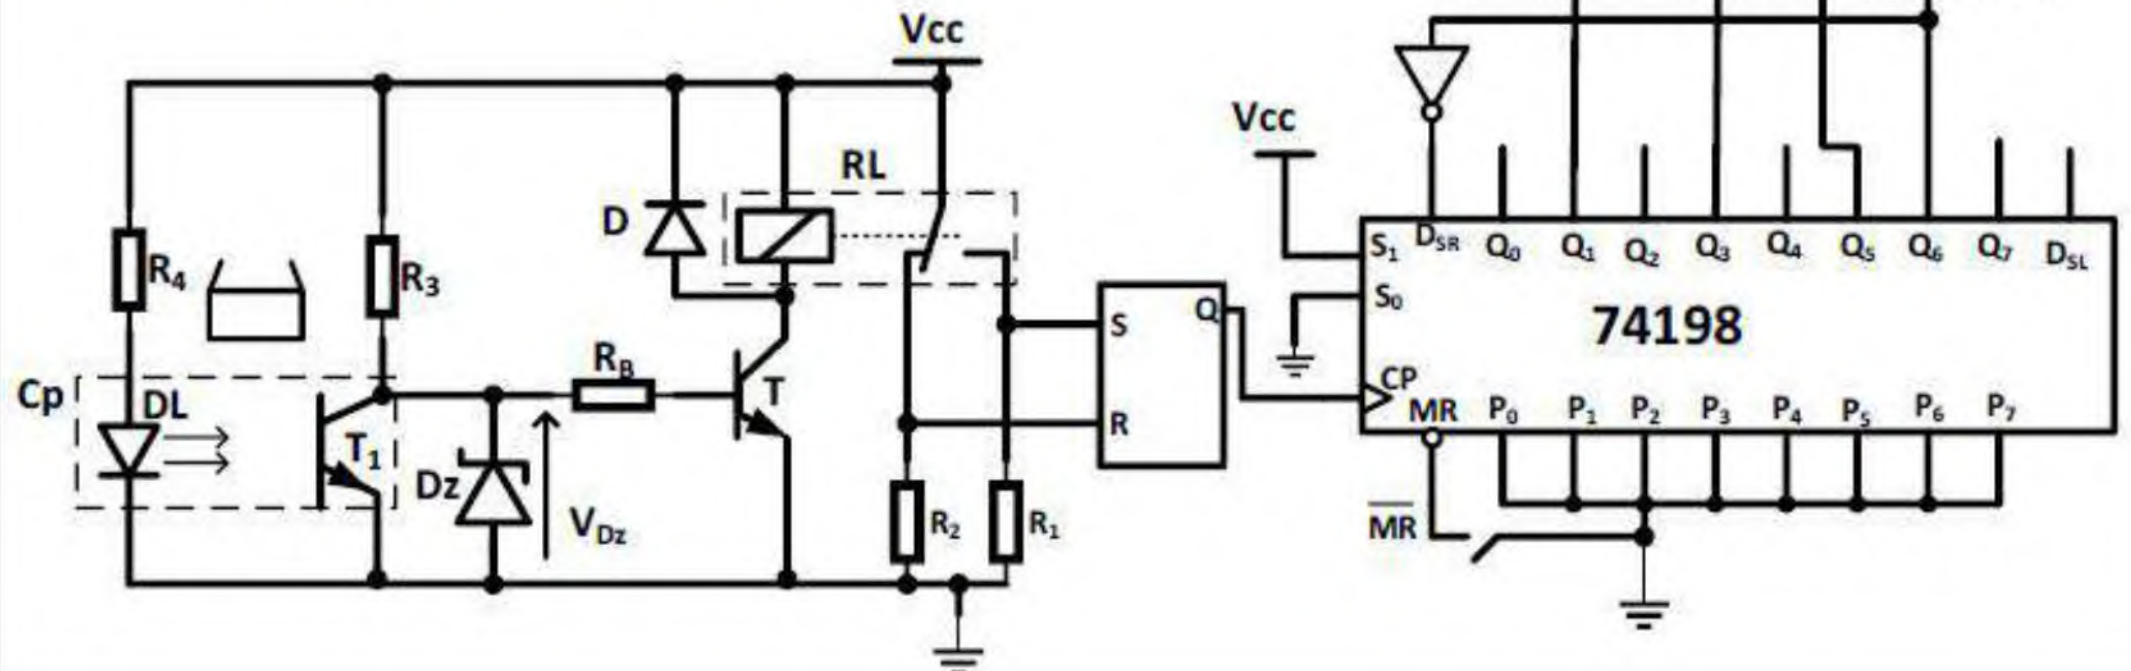 Vcc
Vcc
RL
D
R4
R3
S1 DSR Q0 Q1 Q2 Q3 Q4 Q5 Q6 Q7 DSL
S0
74198
S Q
RB
Cp DL
T
CP
MR P0 P1 P2 P3 P4 P5 P6 P7
R
T1
Dz
VDz
R2 R1
M̅R̅